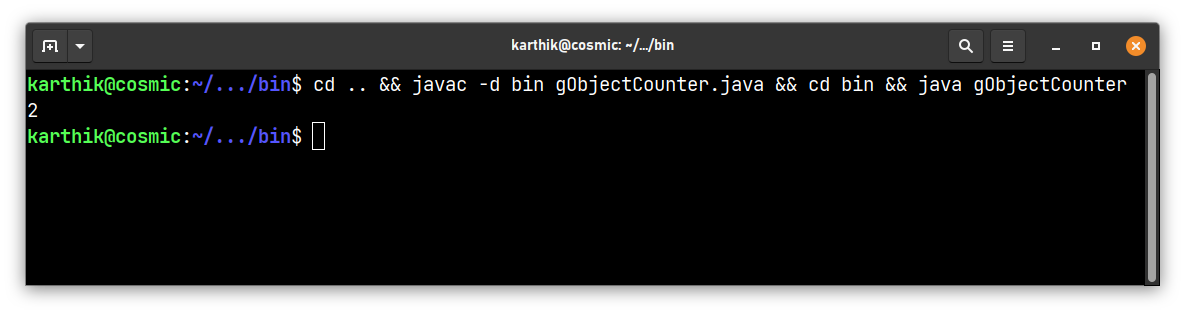 karthik@cosmic: ~/.../bin
karthik@cosmic:~/.../bin$ cd .. && javac -d bin gObjectCounter.java && cd bin && java gObjectCounter
2
karthik@cosmic:~/.../bin$